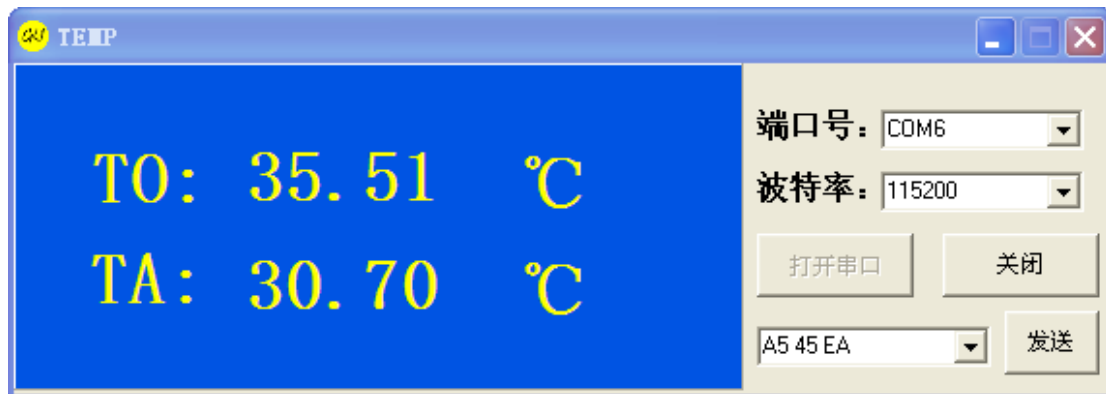 TEMP
TO: 35.51 ℃
TA: 30.70 ℃
端口号: COM6
波特率: 115200
打开串口 关闭
A5 45 EA 发送